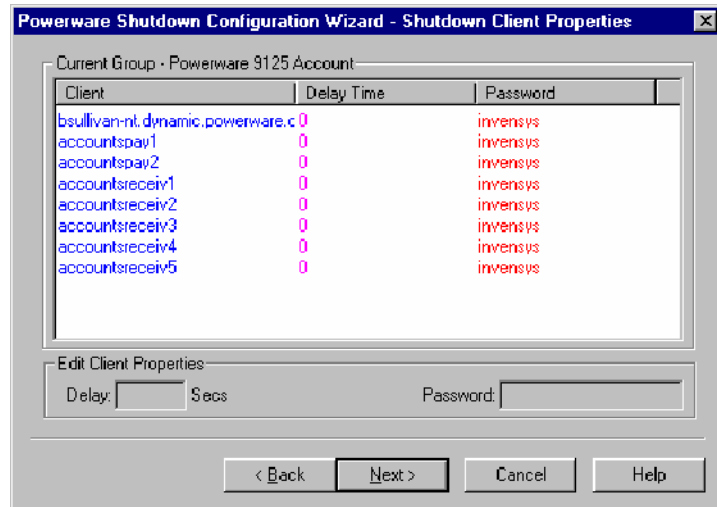 Powerware Shutdown Configuration Wizard - Shutdown Client Properties
Current Group - Powerware 9125 Account
Client Delay Time Password
bsullivan-nt.dynamic.powerware.c 0 invensys
accountspay1 0 invensys
accountspay2 0 invensys
accountsreceiv1 0 invensys
accountsreceiv2 0 invensys
accountsreceiv3 0 invensys
accountsreceiv4 0 invensys
accountsreceiv5 0 invensys
Edit Client Properties
Delay: Secs Password:
< Back Next > Cancel Help